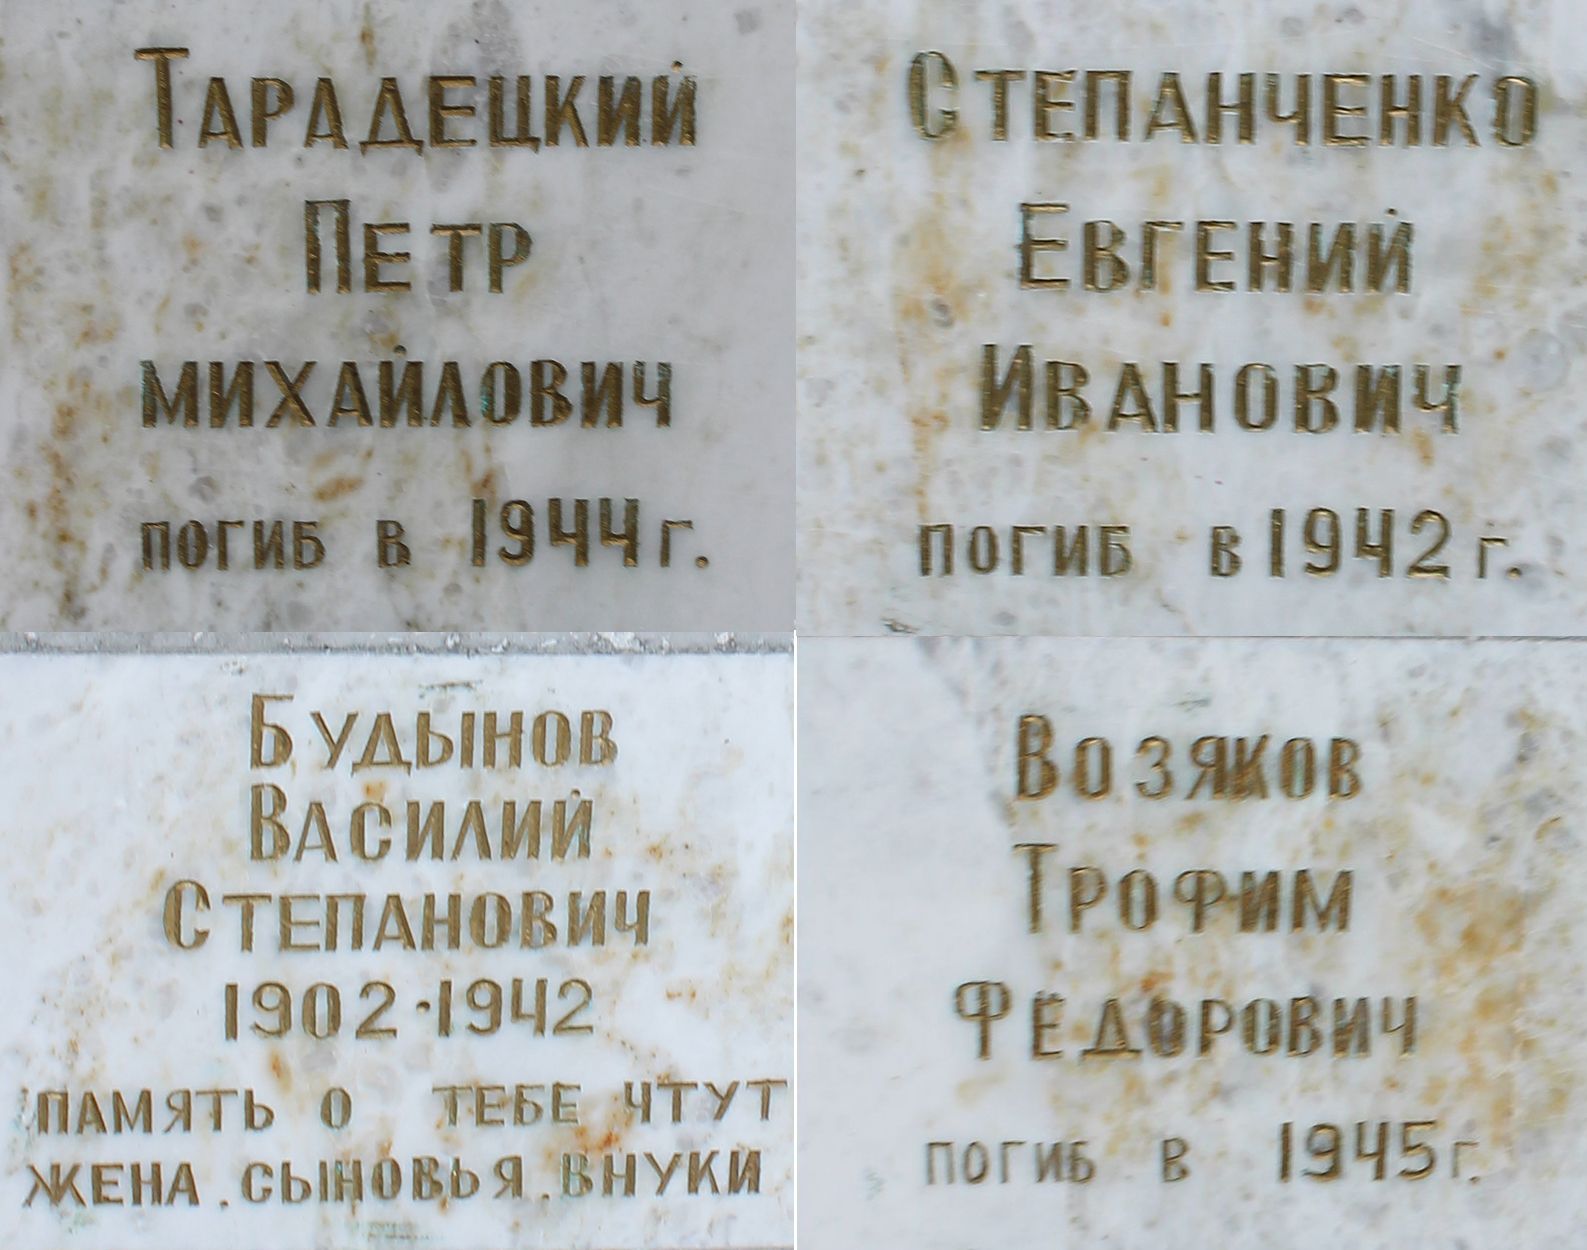 Тарадецкий
Петр
Михайлович
погиб в 1944 г.
Степанченко
Евгений
Иванович
погиб в 1942 г.
Будынов
Василий
Степанович
1902·1942
память о тебе чтут
жена. сыновья. внуки
Возяков
Трофим
Федорович
погиб в 1945 г.